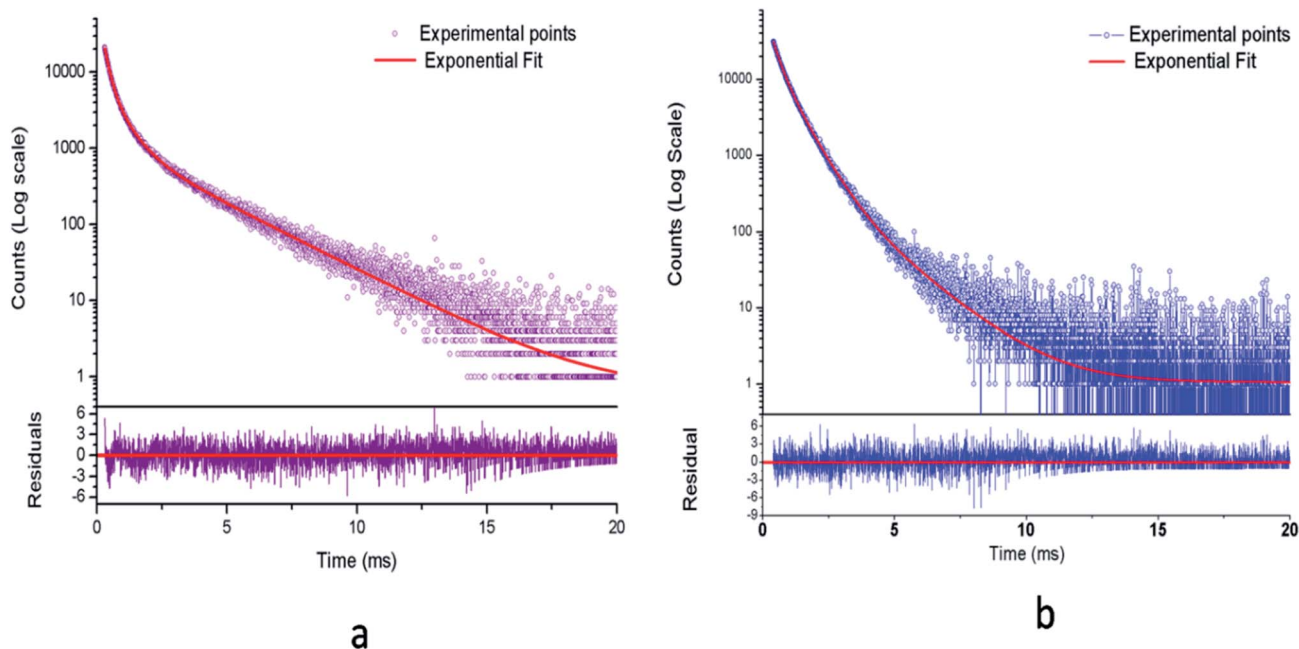 Experimental points
Exponential Fit
Counts (Log scale)
10000
1000
100
10
1
Residuals
6
3
0
-3
-6
0 5 10 15 20
Time (ms)
a
Experimental points
Exponential Fit
Counts (Log Scale)
10000
1000
100
10
1
Residual
6
3
0
-3
-6
-9
0 5 10 15 20
Time (ms)
b